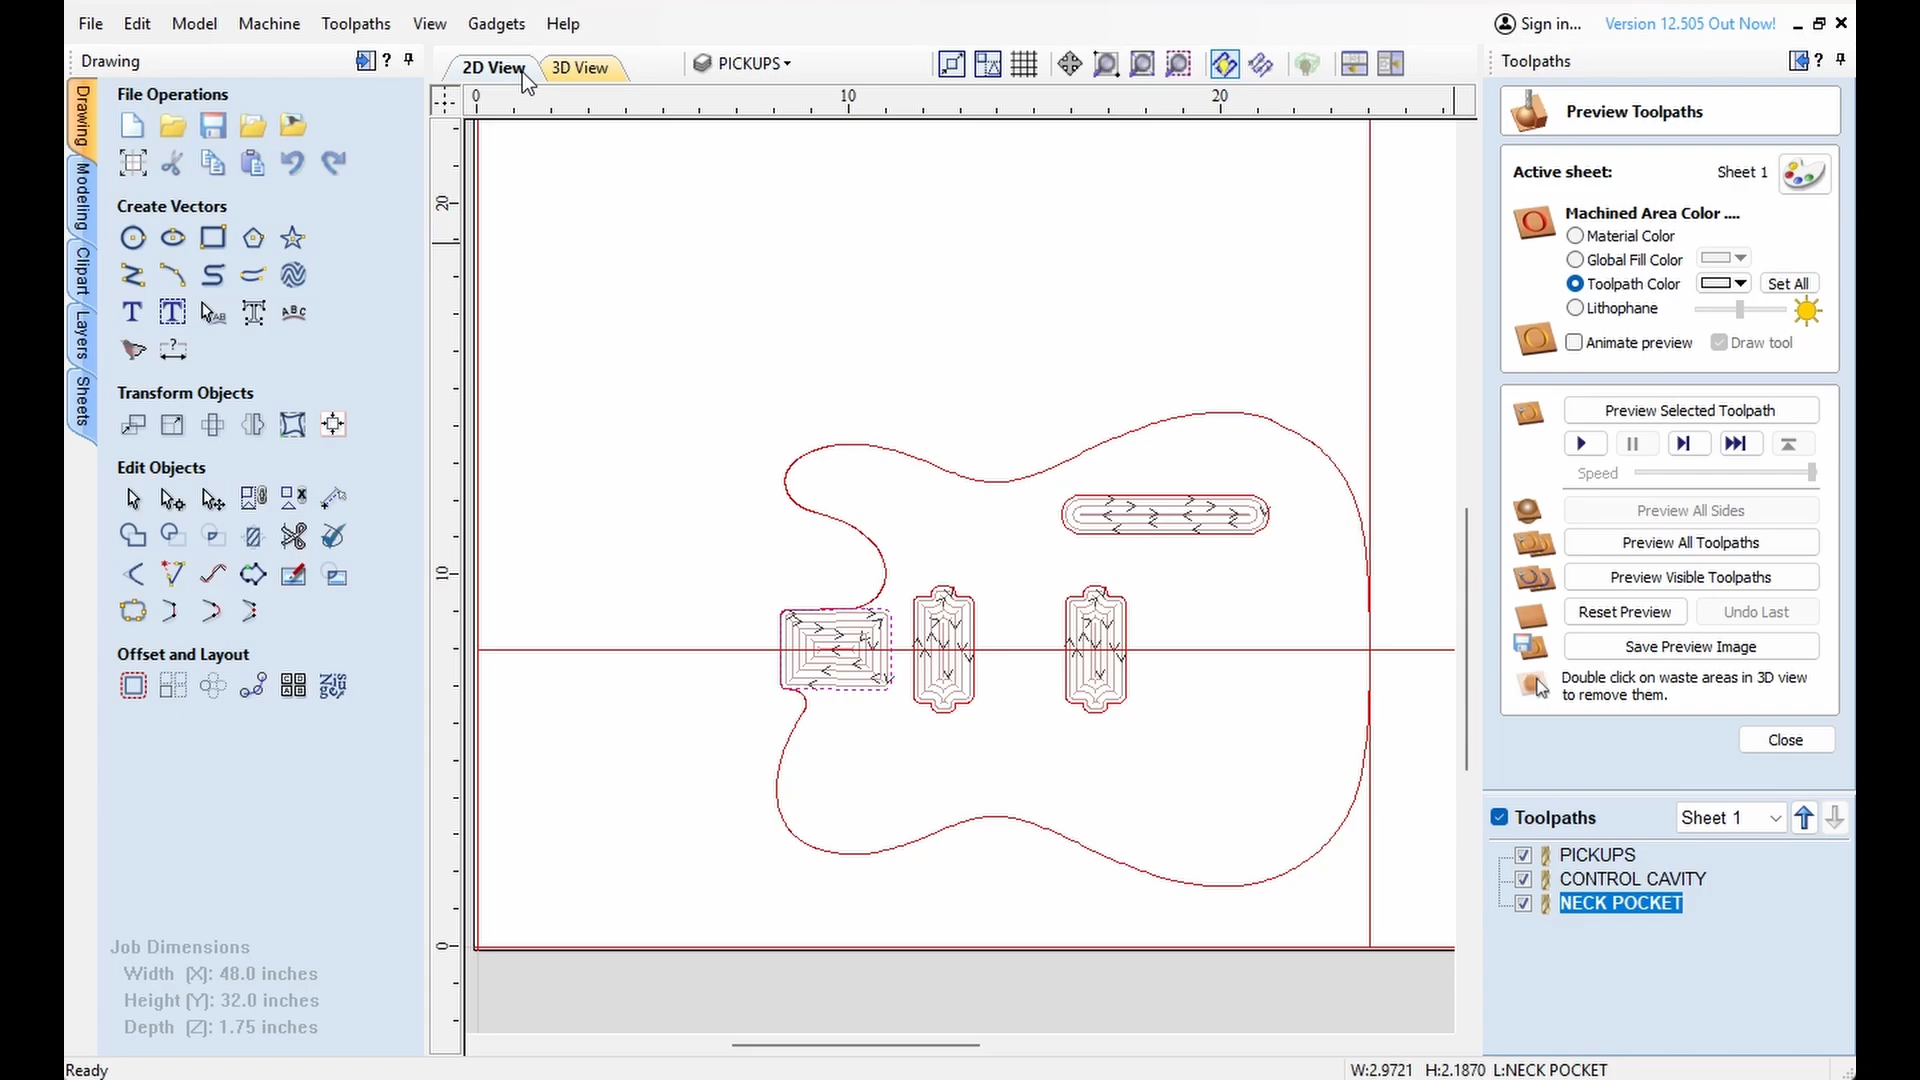 File Edit Model Machine Toolpaths View Gadgets Help
Sign in... Version 12.505 Out Now!
Drawing
Drawing
Modeling
Clipart
Layers
Sheets
File Operations
Create Vectors
Transform Objects
Edit Objects
Offset and Layout
Job Dimensions
Width (X): 48.0 inches
Height (Y): 32.0 inches
Depth (Z): 1.75 inches
Ready
2D View 3D View PICKUPS
0 10 20
20
10
0
Toolpaths
Preview Toolpaths
Active sheet: Sheet 1
Machined Area Color ....
Material Color
Global Fill Color
Toolpath Color Set All
Lithophane
Animate preview Draw tool
Preview Selected Toolpath
Speed
Preview All Sides
Preview All Toolpaths
Preview Visible Toolpaths
Reset Preview Undo Last
Save Preview Image
Double click on waste areas in 3D view
to remove them.
Close
Toolpaths Sheet 1
PICKUPS
CONTROL CAVITY
NECK POCKET
W:2.9721 H:2.1870 L:NECK POCKET